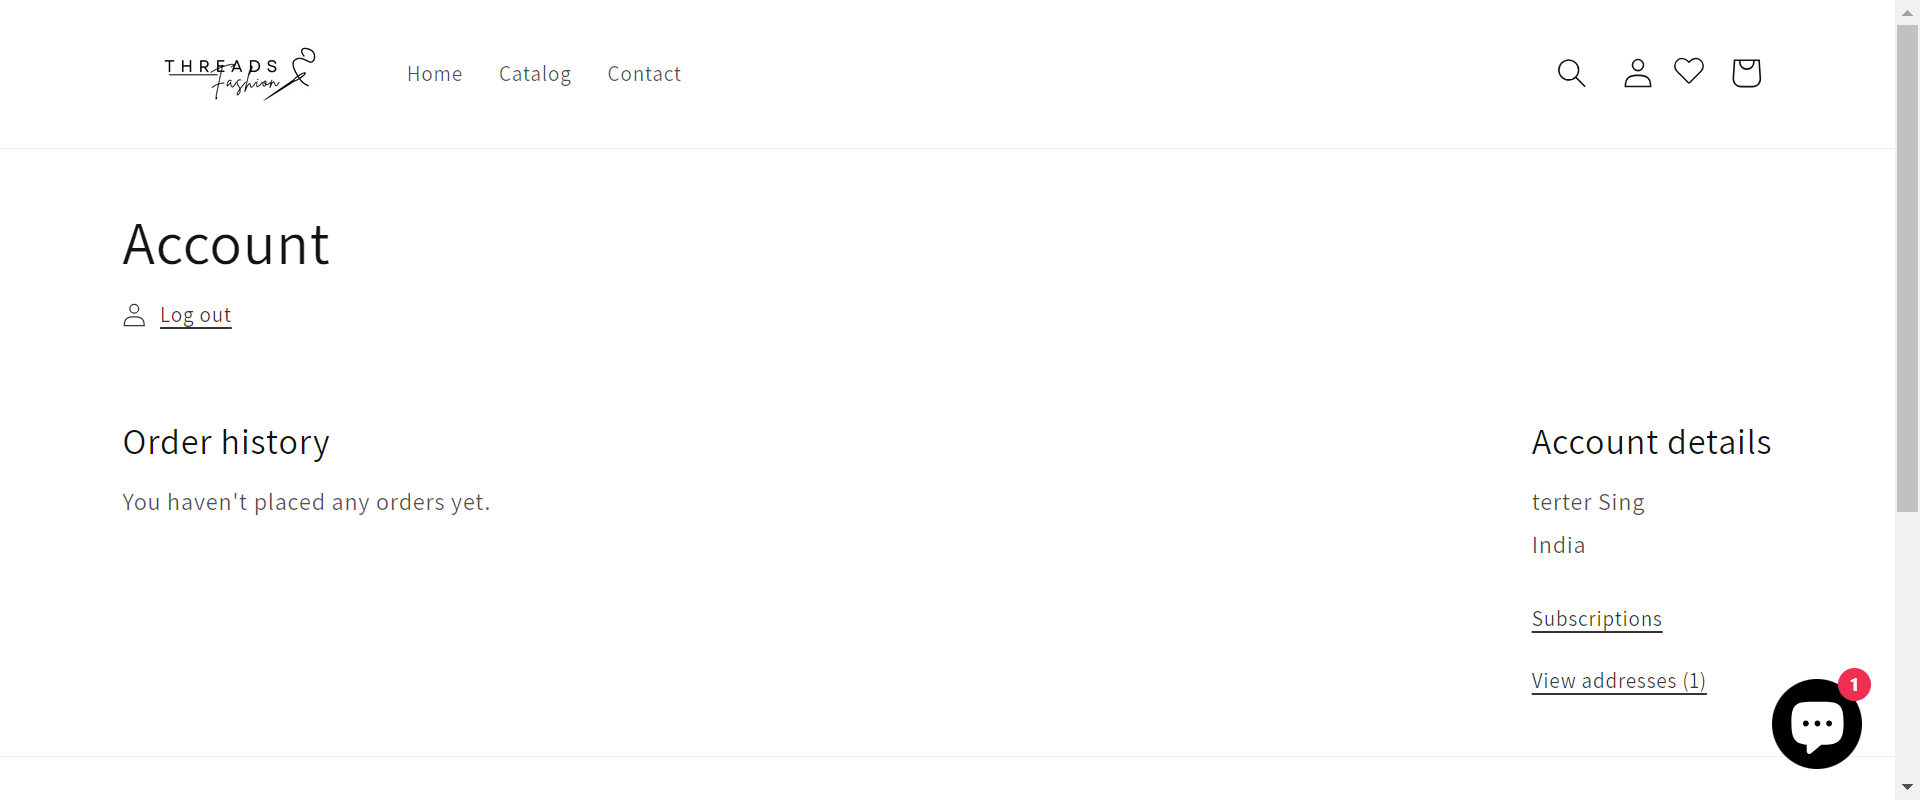 THREADS
Fashion
Home
Catalog
Contact
Account
Log out
Order history
You haven't placed any orders yet.
Account details
terter Sing
India
Subscriptions
View addresses (1)
1